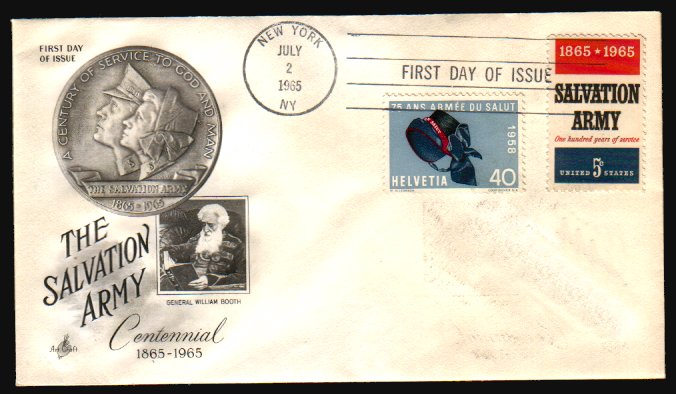 FIRST DAY
OF ISSUE
A CENTURY OF SERVICE TO GOD AND MAN
THE SALVATION ARMY
1865-1965
THE
SALVATION
ARMY
GENERAL WILLIAM BOOTH
Centennial
1865-1965
Art Craft
NEW YORK
JULY
2
1965
NY
FIRST DAY OF ISSUE
75 ANS ARMÉE DU SALUT
1958
HELVETIA 40
1865 ★ 1965
SALVATION
ARMY
One hundred years of service
5c
UNITED STATES